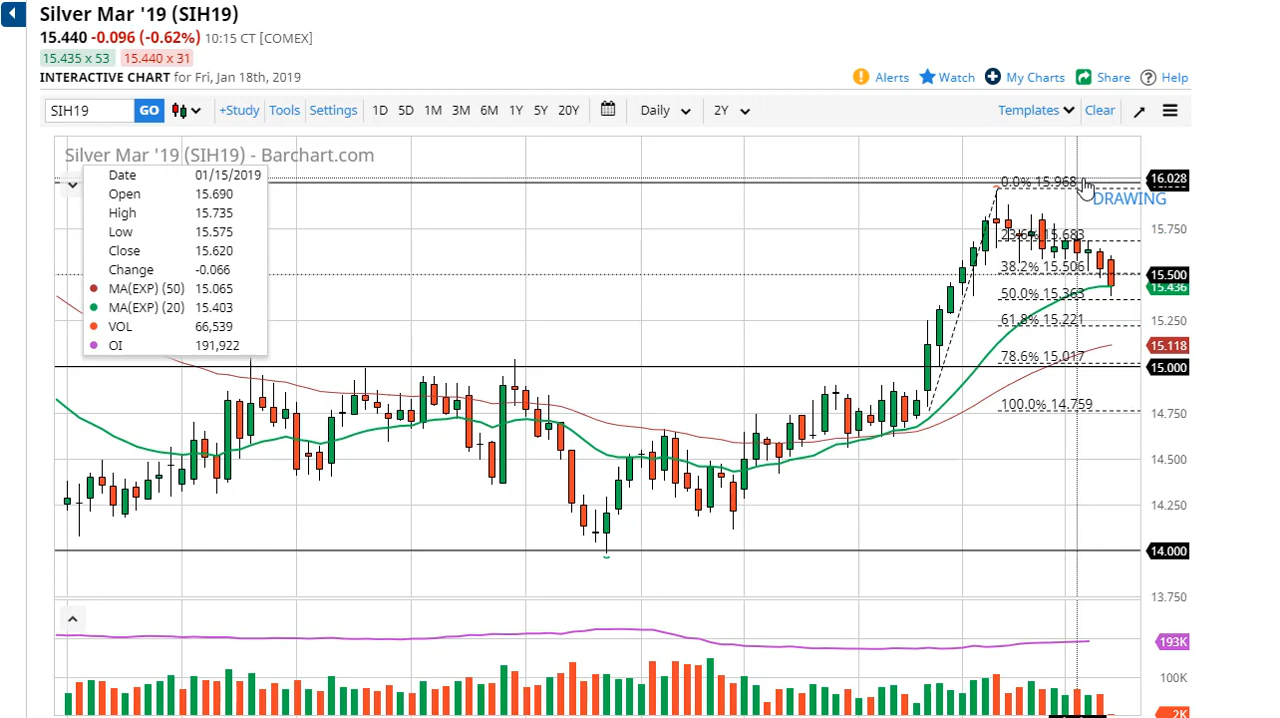 Silver Mar '19 (SIH19)
15.440 -0.096 (-0.62%) 10:15 CT [COMEX]
15.435 x 53 15.440 x 31
INTERACTIVE CHART for Fri, Jan 18th, 2019
Alerts Watch My Charts Share Help
SIH19 GO +Study Tools Settings 1D 5D 1M 3M 6M 1Y 5Y 20Y Daily 2Y Templates Clear
Silver Mar '19 (SIH19) - Barchart.com
Date 01/15/2019
Open 15.690
High 15.735
Low 15.575
Close 15.620
Change -0.066
MA(EXP) (50) 15.065
MA(EXP) (20) 15.403
VOL 66,539
OI 191,922
0.0% 15.968
DRAWING
23.6% 15.683
38.2% 15.506
50.0% 15.363
61.8% 15.221
78.6% 15.017
100.0% 14.759
16.028
15.750
15.500
15.436
15.250
15.118
15.000
14.750
14.500
14.250
14.000
13.750
193K
100K
2K